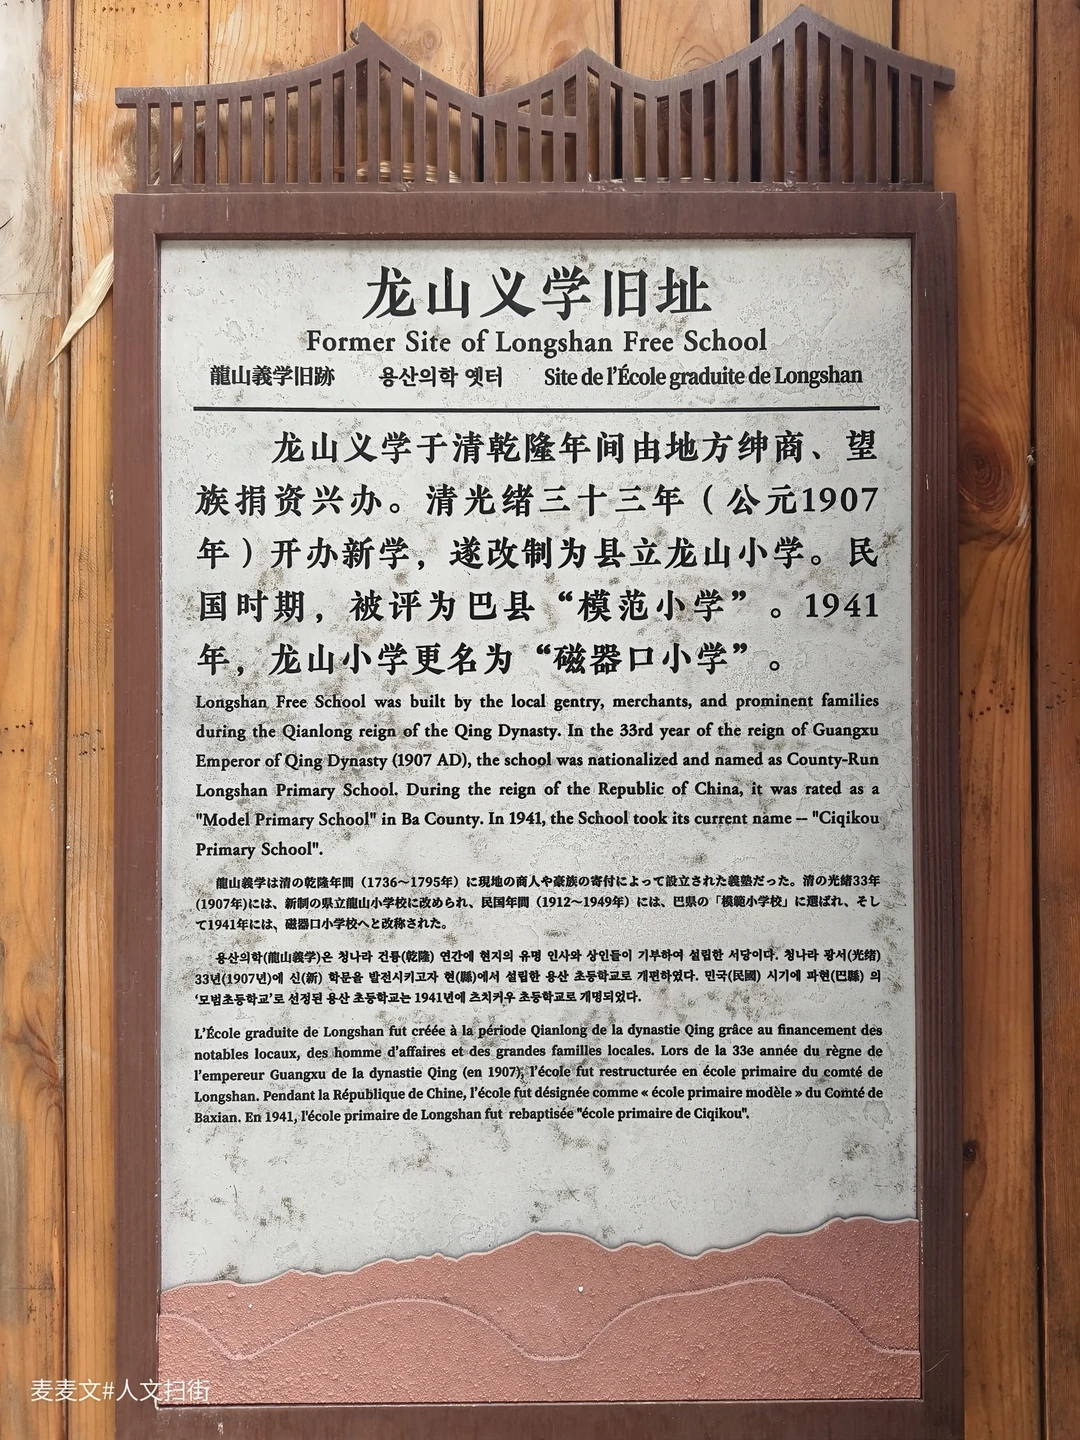 龙山义学旧址
Former Site of Longshan Free School
龍山義学旧跡 용산의학 옛터 Site de l'École graduite de Longshan
龙山义学于清乾隆年间由地方绅商、望
族捐资兴办。清光绪三十三年（公元1907
年）开办新学，遂改制为县立龙山小学。民
国时期，被评为巴县“模范小学”。1941
年，龙山小学更名为“磁器口小学”。
Longshan Free School was built by the local gentry, merchants, and prominent families
during the Qianlong reign of the Qing Dynasty. In the 33rd year of the reign of Guangxu
Emperor of Qing Dynasty (1907 AD), the school was nationalized and named as County-Run
Longshan Primary School. During the reign of the Republic of China, it was rated as a
"Model Primary School" in Ba County. In 1941, the School took its current name -- "Ciqikou
Primary School".
龍山義学は清の乾隆年間（1736～1795年）に現地の商人や豪族の寄付によって設立された義塾だった。清の光緒33年
(1907年)には、新制の県立龍山小学校に改められ、民国年間（1912～1949年）には、巴県の「模範小学校」に選ばれ、そし
て1941年には、磁器口小学校へと改称された。
용산의학(龍山義学)은 청나라 건륭(乾隆) 연간에 현지의 유명 인사와 상인들이 기부하여 설립한 서당이다. 청나라 광서(光緒)
33년(1907년)에 신(新) 학문을 발전시키고자 현(縣)에서 설립한 용산 초등학교로 개편하였다. 민국(民國) 시기에 파현(巴縣) 의
‘모범초등학교’로 선정된 용산 초등학교는 1941년에 츠치커우 초등학교로 개명되었다.
L'École graduite de Longshan fut créée à la période Qianlong de la dynastie Qing grâce au financement des
notables locaux, des homme d'affaires et des grandes familles locales. Lors de la 33e année du règne de
l'empereur Guangxu de la dynastie Qing (en 1907), l'école fut restructurée en école primaire du comté de
Longshan. Pendant la République de Chine, l'école fut désignée comme « école primaire modèle » du Comté de
Baxian. En 1941, l'école primaire de Longshan fut rebaptisée "école primaire de Ciqikou".
麦麦文#人文扫街